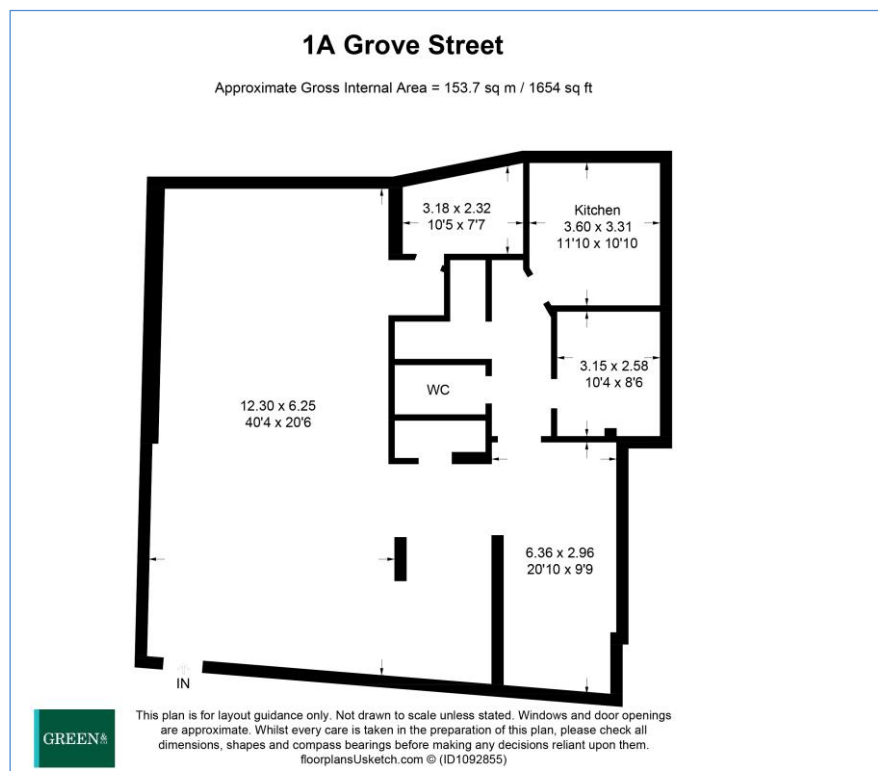 1A Grove Street
Approximate Gross Internal Area = 153.7 sq m / 1654 sq ft
3.18 x 2.32
10'5 x 7'7
Kitchen
3.60 x 3.31
11'10 x 10'10
3.15 x 2.58
10'4 x 8'6
WC
12.30 x 6.25
40'4 x 20'6
6.36 x 2.96
20'10 x 9'9
IN
GREEN& CO
This plan is for layout guidance only. Not drawn to scale unless stated. Windows and door openings
are approximate. Whilst every care is taken in the preparation of this plan, please check all
dimensions, shapes and compass bearings before making any decisions reliant upon them.
floorplansUsketch.com © (ID1092855)